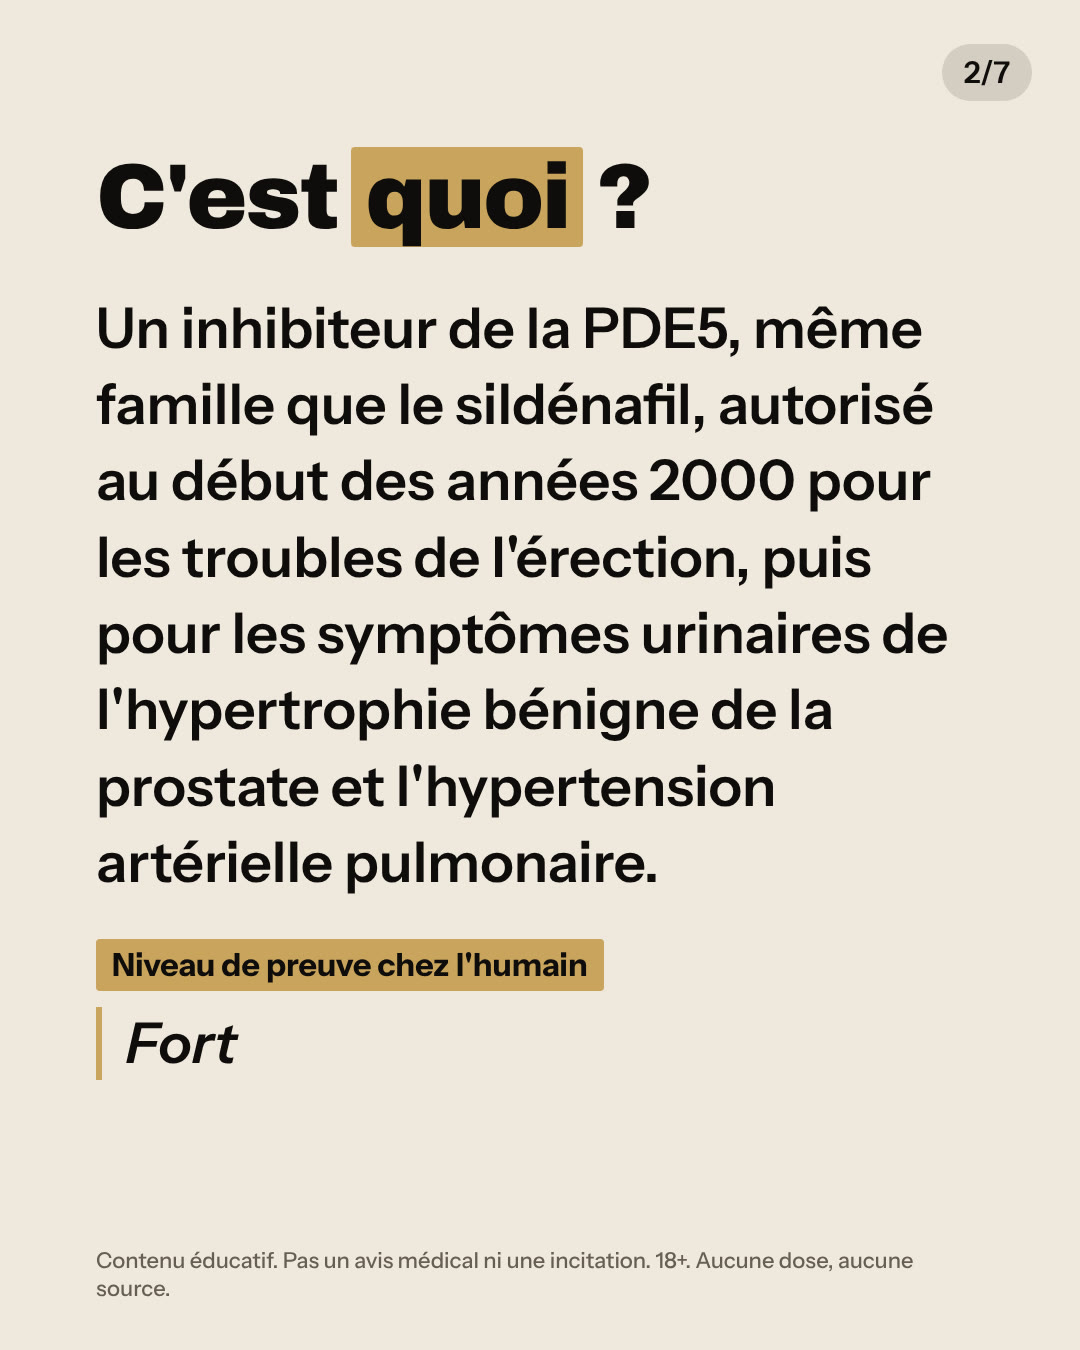 2/7
C'est quoi ?
Un inhibiteur de la PDE5, même
famille que le sildénafil, autorisé
au début des années 2000 pour
les troubles de l'érection, puis
pour les symptômes urinaires de
l'hypertrophie bénigne de la
prostate et l'hypertension
artérielle pulmonaire.
Niveau de preuve chez l'humain
Fort
Contenu éducatif. Pas un avis médical ni une incitation. 18+. Aucune dose, aucune
source.